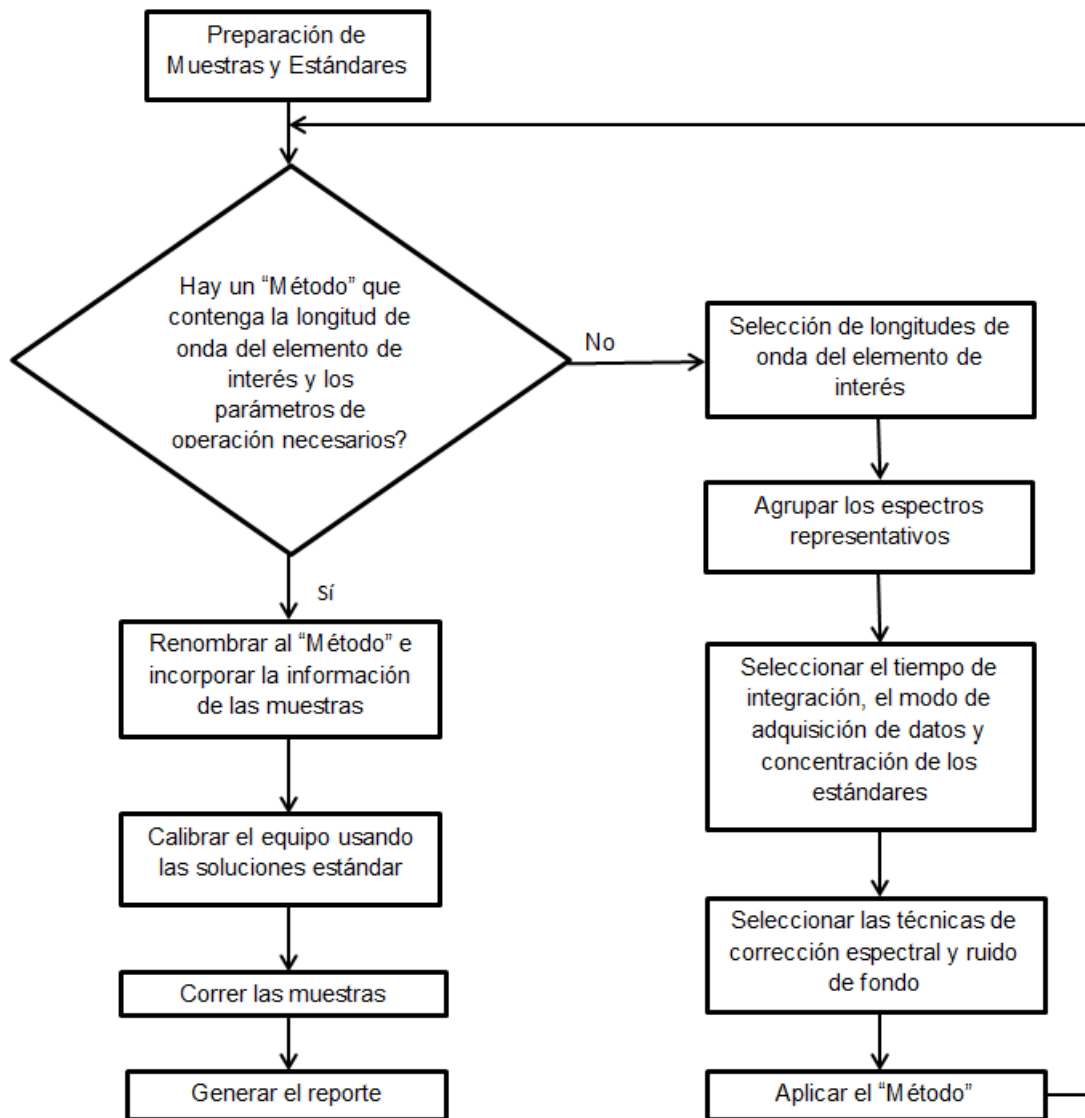 Preparación de
Muestras y Estándares
Hay un “Método” que
contenga la longitud de
onda del elemento de
interés y los
parámetros de
operación necesarios?
No
Sí
Renombrar al “Método” e
incorporar la información
de las muestras
Calibrar el equipo usando
las soluciones estándar
Correr las muestras
Generar el reporte
Selección de longitudes de
onda del elemento de
interés
Agrupar los espectros
representativos
Seleccionar el tiempo de
integración, el modo de
adquisición de datos y
concentración de los
estándares
Seleccionar las técnicas de
corrección espectral y ruido
de fondo
Aplicar el “Método”